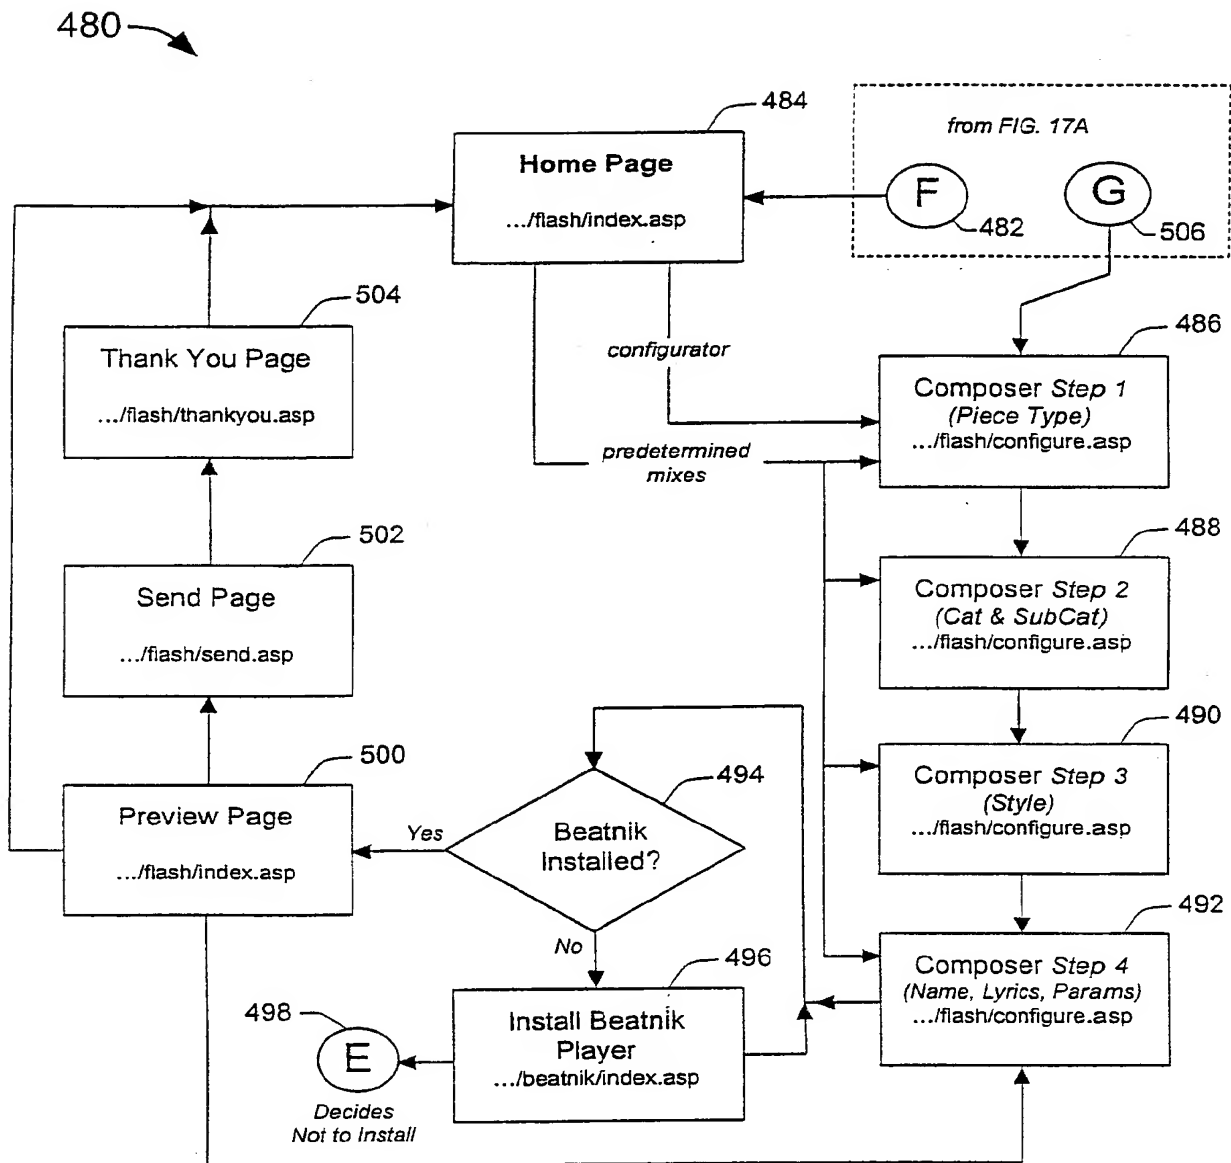 480
484
Home Page
.../flash/index.asp
from FIG. 17A
F
482
G
506
504
Thank You Page
.../flash/thankyou.asp
configurator
predetermined
mixes
486
Composer Step 1
(Piece Type)
.../flash/configure.asp
502
Send Page
.../flash/send.asp
488
Composer Step 2
(Cat & SubCat)
.../flash/configure.asp
500
Preview Page
.../flash/index.asp
Yes
494
Beatnik
Installed?
No
490
Composer Step 3
(Style)
.../flash/configure.asp
492
Composer Step 4
(Name, Lyrics, Params)
.../flash/configure.asp
496
Install Beatnik
Player
.../beatnik/index.asp
498
E
Decides
Not to Install